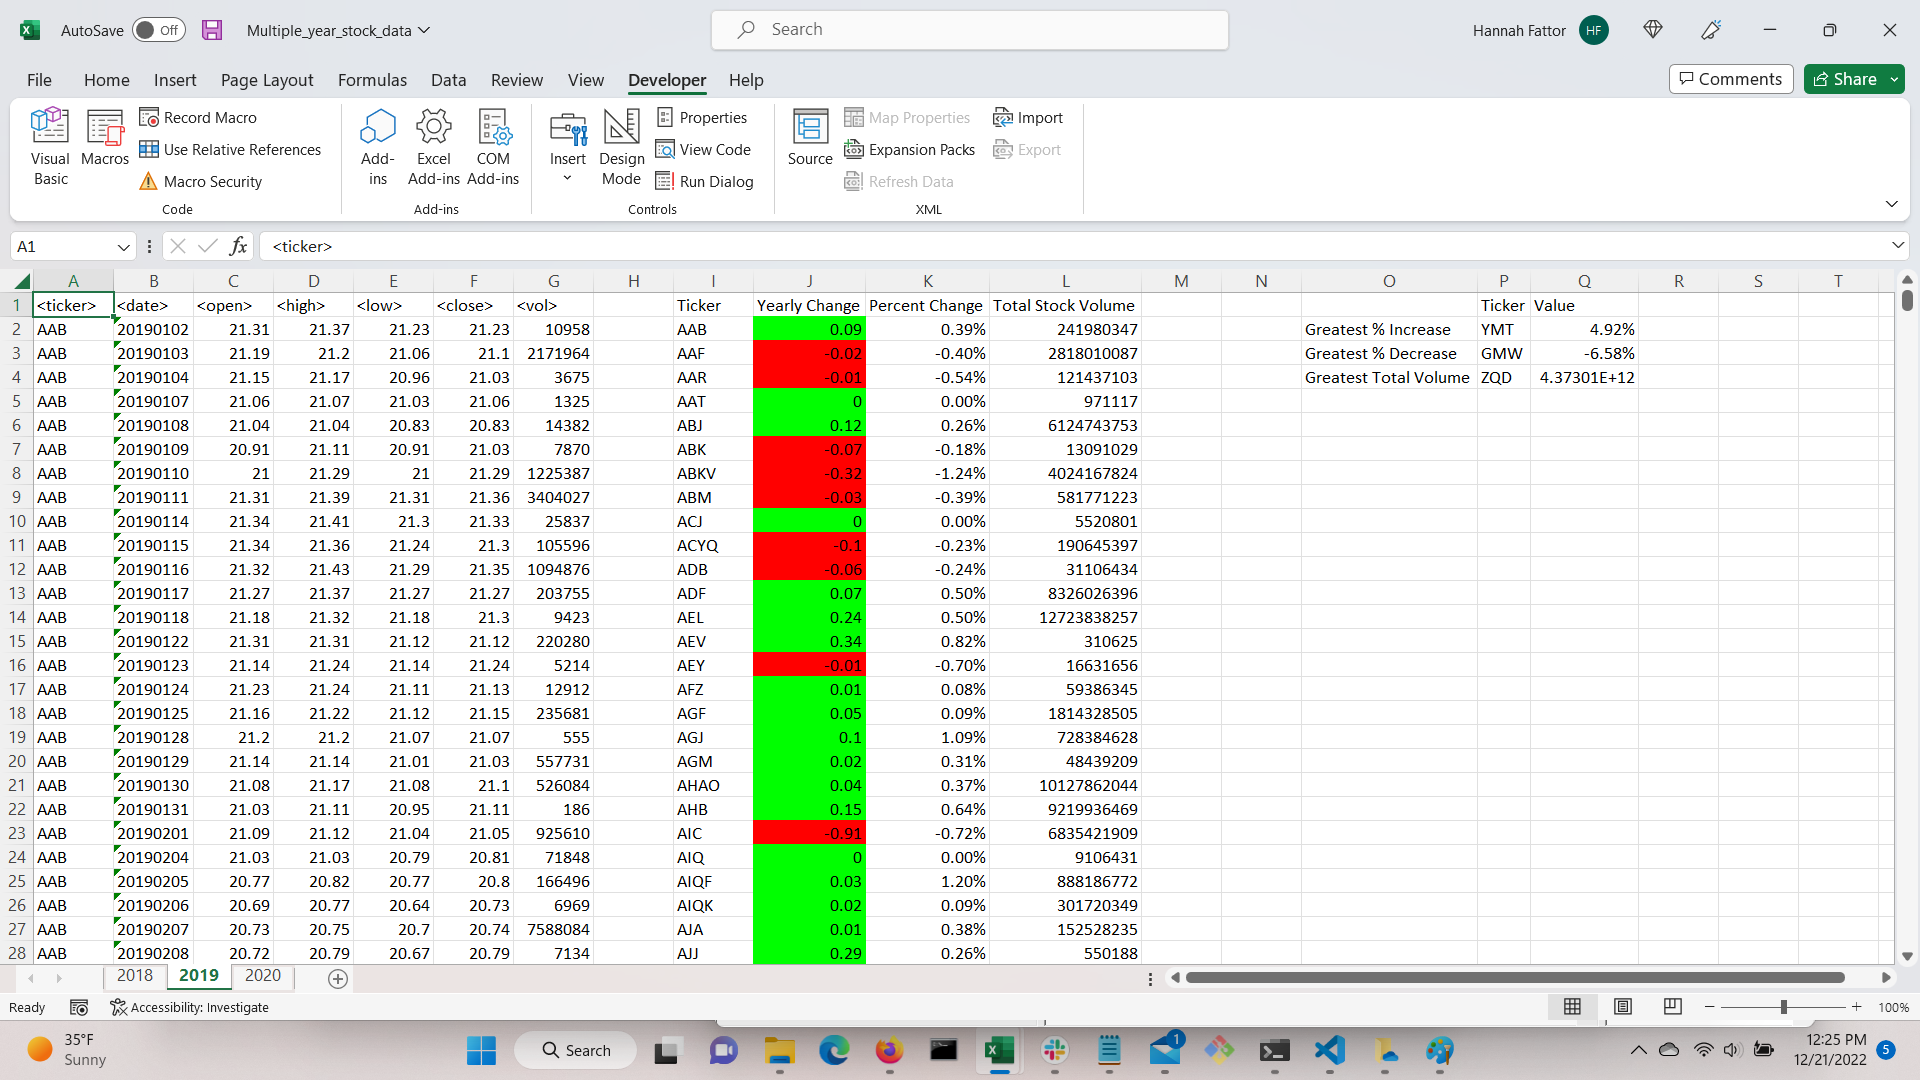 AutoSave Off Multiple_year_stock_data Search Hannah Fattor HF
File Home Insert Page Layout Formulas Data Review View Developer Help Comments Share
Visual Basic
Macros
Record Macro
Use Relative References
Macro Security
Code
Add-ins
Excel Add-ins
COM Add-ins
Add-ins
Insert
Design Mode
Properties
View Code
Run Dialog
Controls
Source
Map Properties
Expansion Packs
Refresh Data
Import
Export
XML
A1 fx <ticker>
A B C D E F G H I J K L M N O P Q R S T
1 <ticker> <date> <open> <high> <low> <close> <vol> Ticker Yearly Change Percent Change Total Stock Volume Ticker Value
2 AAB 20190102 21.31 21.37 21.23 21.23 10958 AAB 0.09 0.39% 241980347 Greatest % Increase YMT 4.92%
3 AAB 20190103 21.19 21.2 21.06 21.1 2171964 AAF -0.02 -0.40% 2818010087 Greatest % Decrease GMW -6.58%
4 AAB 20190104 21.15 21.17 20.96 21.03 3675 AAR -0.01 -0.54% 121437103 Greatest Total Volume ZQD 4.37301E+12
5 AAB 20190107 21.06 21.07 21.03 21.06 1325 AAT 0 0.00% 971117
6 AAB 20190108 21.04 21.04 20.83 20.83 14382 ABJ 0.12 0.26% 6124743753
7 AAB 20190109 20.91 21.11 20.91 21.03 7870 ABK -0.07 -0.18% 13091029
8 AAB 20190110 21 21.29 21 21.29 1225387 ABKV -0.32 -1.24% 4024167824
9 AAB 20190111 21.31 21.39 21.31 21.36 3404027 ABM -0.03 -0.39% 581771223
10 AAB 20190114 21.34 21.41 21.3 21.33 25837 ACJ 0 0.00% 5520801
11 AAB 20190115 21.34 21.36 21.24 21.3 105596 ACYQ -0.1 -0.23% 190645397
12 AAB 20190116 21.32 21.43 21.29 21.35 1094876 ADB -0.06 -0.24% 31106434
13 AAB 20190117 21.27 21.37 21.27 21.27 203755 ADF 0.07 0.50% 8326026396
14 AAB 20190118 21.18 21.32 21.18 21.3 9423 AEL 0.24 0.50% 12723838257
15 AAB 20190122 21.31 21.31 21.12 21.12 220280 AEV 0.34 0.82% 310625
16 AAB 20190123 21.14 21.24 21.14 21.24 5214 AEY -0.01 -0.70% 16631656
17 AAB 20190124 21.23 21.24 21.11 21.13 12912 AFZ 0.01 0.08% 59386345
18 AAB 20190125 21.16 21.22 21.12 21.15 235681 AGF 0.05 0.09% 1814328505
19 AAB 20190128 21.2 21.2 21.07 21.07 555 AGJ 0.1 1.09% 728384628
20 AAB 20190129 21.14 21.14 21.01 21.03 557731 AGM 0.02 0.31% 48439209
21 AAB 20190130 21.08 21.17 21.08 21.1 526084 AHAO 0.04 0.37% 10127862044
22 AAB 20190131 21.03 21.11 20.95 21.11 186 AHB 0.15 0.64% 9219936469
23 AAB 20190201 21.09 21.12 21.04 21.05 925610 AIC -0.91 -0.72% 6835421909
24 AAB 20190204 21.03 21.03 20.79 20.81 71848 AIQ 0 0.00% 9106431
25 AAB 20190205 20.77 20.82 20.77 20.8 166496 AIQF 0.03 1.20% 888186772
26 AAB 20190206 20.69 20.77 20.64 20.73 6969 AIQK 0.02 0.09% 301720349
27 AAB 20190207 20.73 20.75 20.7 20.74 7588084 AJA 0.01 0.38% 152528235
28 AAB 20190208 20.72 20.79 20.67 20.79 7134 AJJ 0.29 0.26% 550188
2018 2019 2020
Ready Accessibility: Investigate 100%
35°F
Sunny
Search
1
12:25 PM
12/21/2022
5